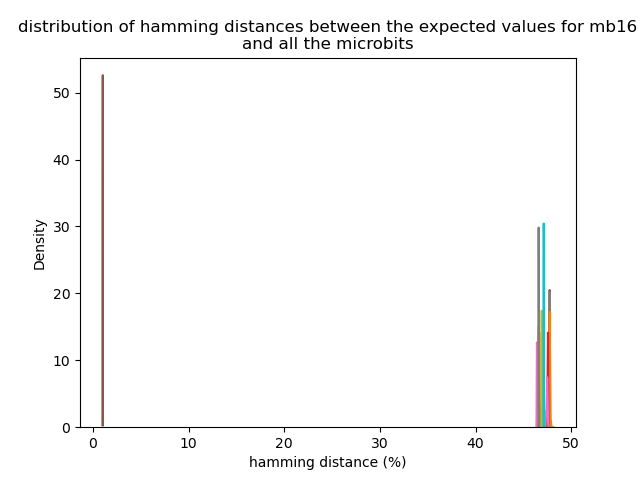 distribution of hamming distances between the expected values for mb16
and all the microbits
50
40
30
20
10
0
Density
0 10 20 30 40 50
hamming distance (%)